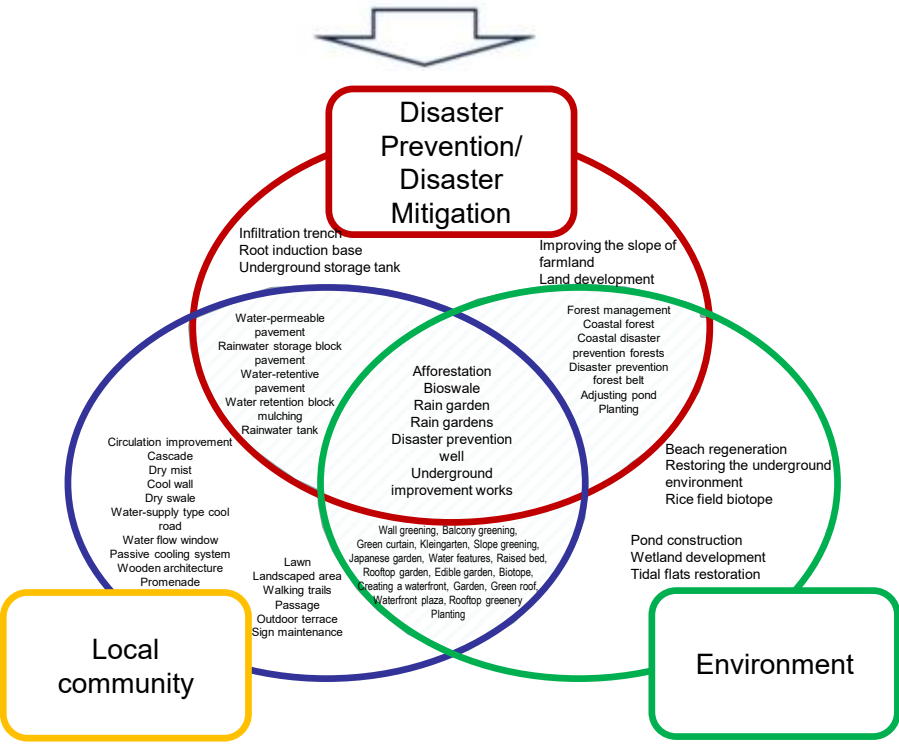 Disaster
Prevention/
Disaster
Mitigation
Infiltration trench
Root induction base
Underground storage tank
Improving the slope of
farmland
Land development
Water-permeable
pavement
Rainwater storage block
pavement
Water-retentive
pavement
Water retention block
mulching
Rainwater tank
Forest management
Coastal forest
Coastal disaster
prevention forests
Disaster prevention
forest belt
Adjusting pond
Planting
Afforestation
Bioswale
Rain garden
Rain gardens
Disaster prevention
well
Underground
improvement works
Circulation improvement
Cascade
Dry mist
Cool wall
Dry swale
Water-supply type cool
road
Water flow window
Passive cooling system
Wooden architecture
Promenade
Beach regeneration
Restoring the underground
environment
Rice field biotope
Pond construction
Wetland development
Tidal flats restoration
Wall greening, Balcony greening,
Green curtain, Kleingarten, Slope greening,
Japanese garden, Water features, Raised bed,
Rooftop garden, Edible garden, Biotope,
Creating a waterfront, Garden, Green roof,
Waterfront plaza, Rooftop greenery
Planting
Lawn
Landscaped area
Walking trails
Passage
Outdoor terrace
Sign maintenance
Local
community
Environment